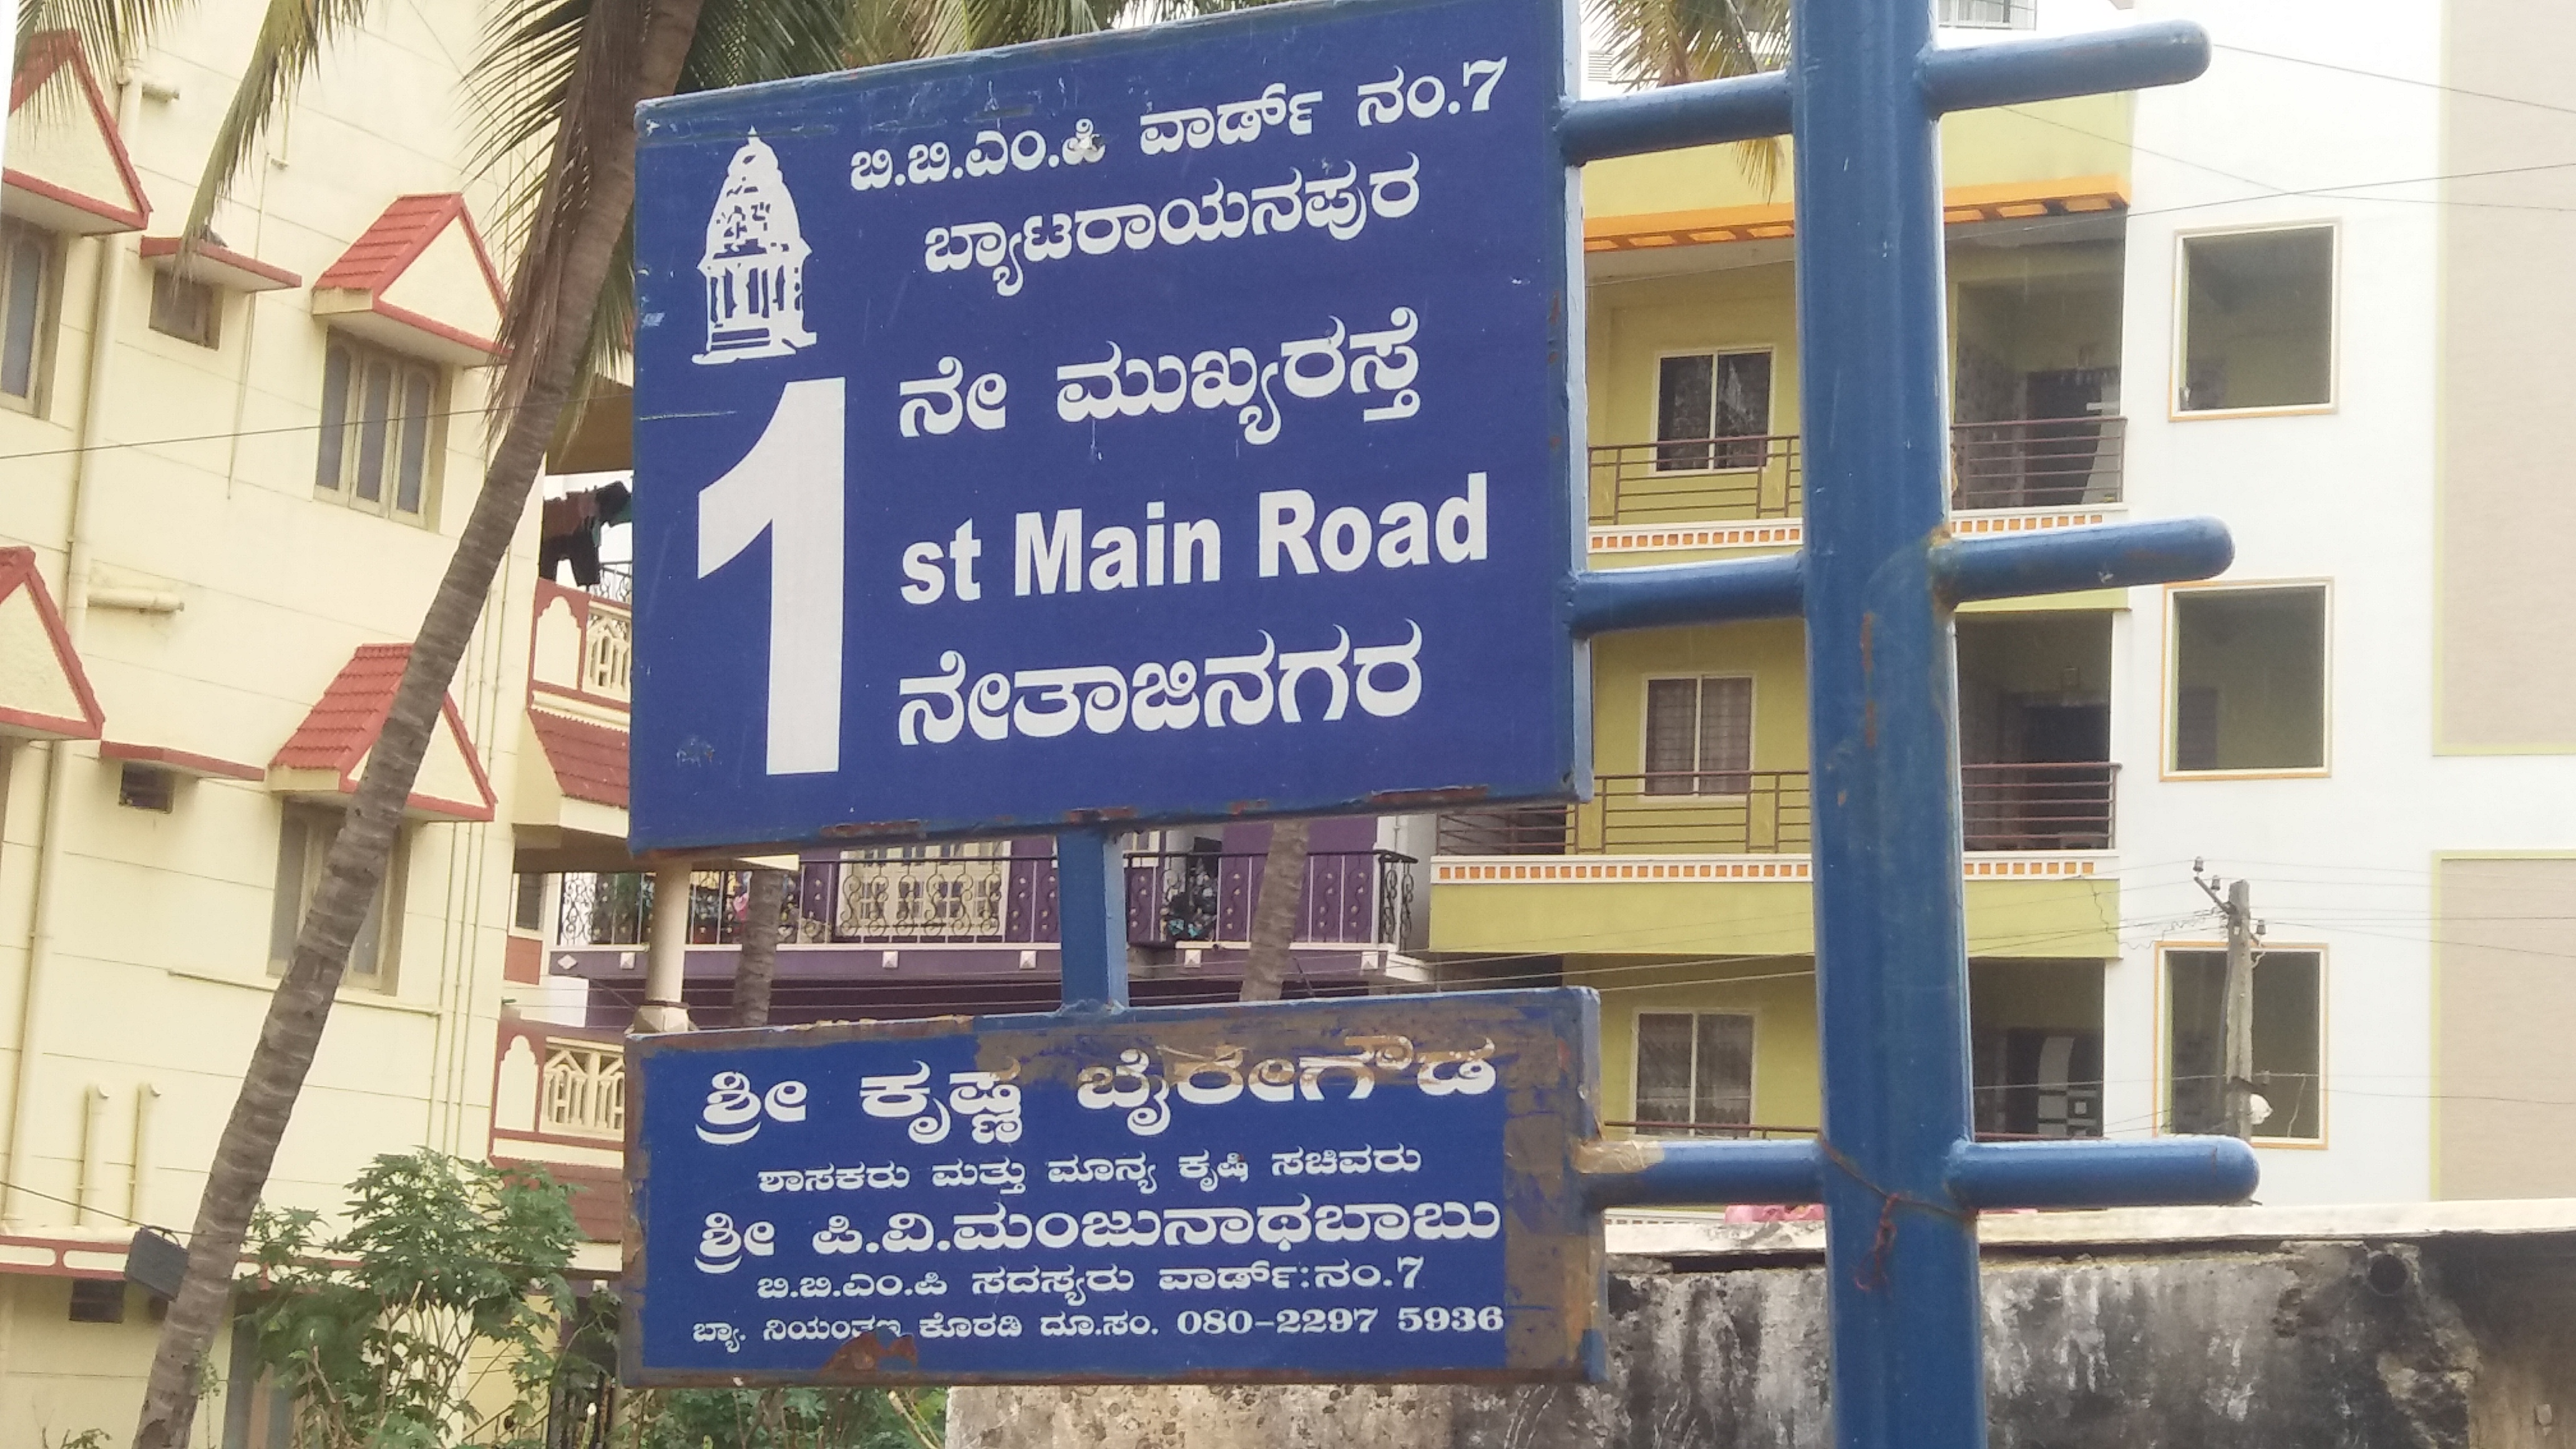 ಬಿ.ಬಿ.ಎಂ.ಪಿ ವಾರ್ಡ್ ನಂ.7
ಬ್ಯಾಟರಾಯನಪುರ
1 ನೇ ಮುಖ್ಯರಸ್ತೆ
st Main Road
ನೇತಾಜಿನಗರ
ಶ್ರೀ ಕೃಷ್ಣ ಬೈರೇಗೌಡ
ಶಾಸಕರು ಮತ್ತು ಮಾನ್ಯ ಕೃಷಿ ಸಚಿವರು
ಶ್ರೀ ಪಿ.ವಿ.ಮಂಜುನಾಥಬಾಬು
ಬಿ.ಬಿ.ಎಂ.ಪಿ ಸದಸ್ಯರು ವಾರ್ಡ್:ನಂ.7
ಬ್ಯಾ. ನಿಯಂತ್ರಣ ಕೊಠಡಿ ದೂ.ಸಂ. 080-2297 5936